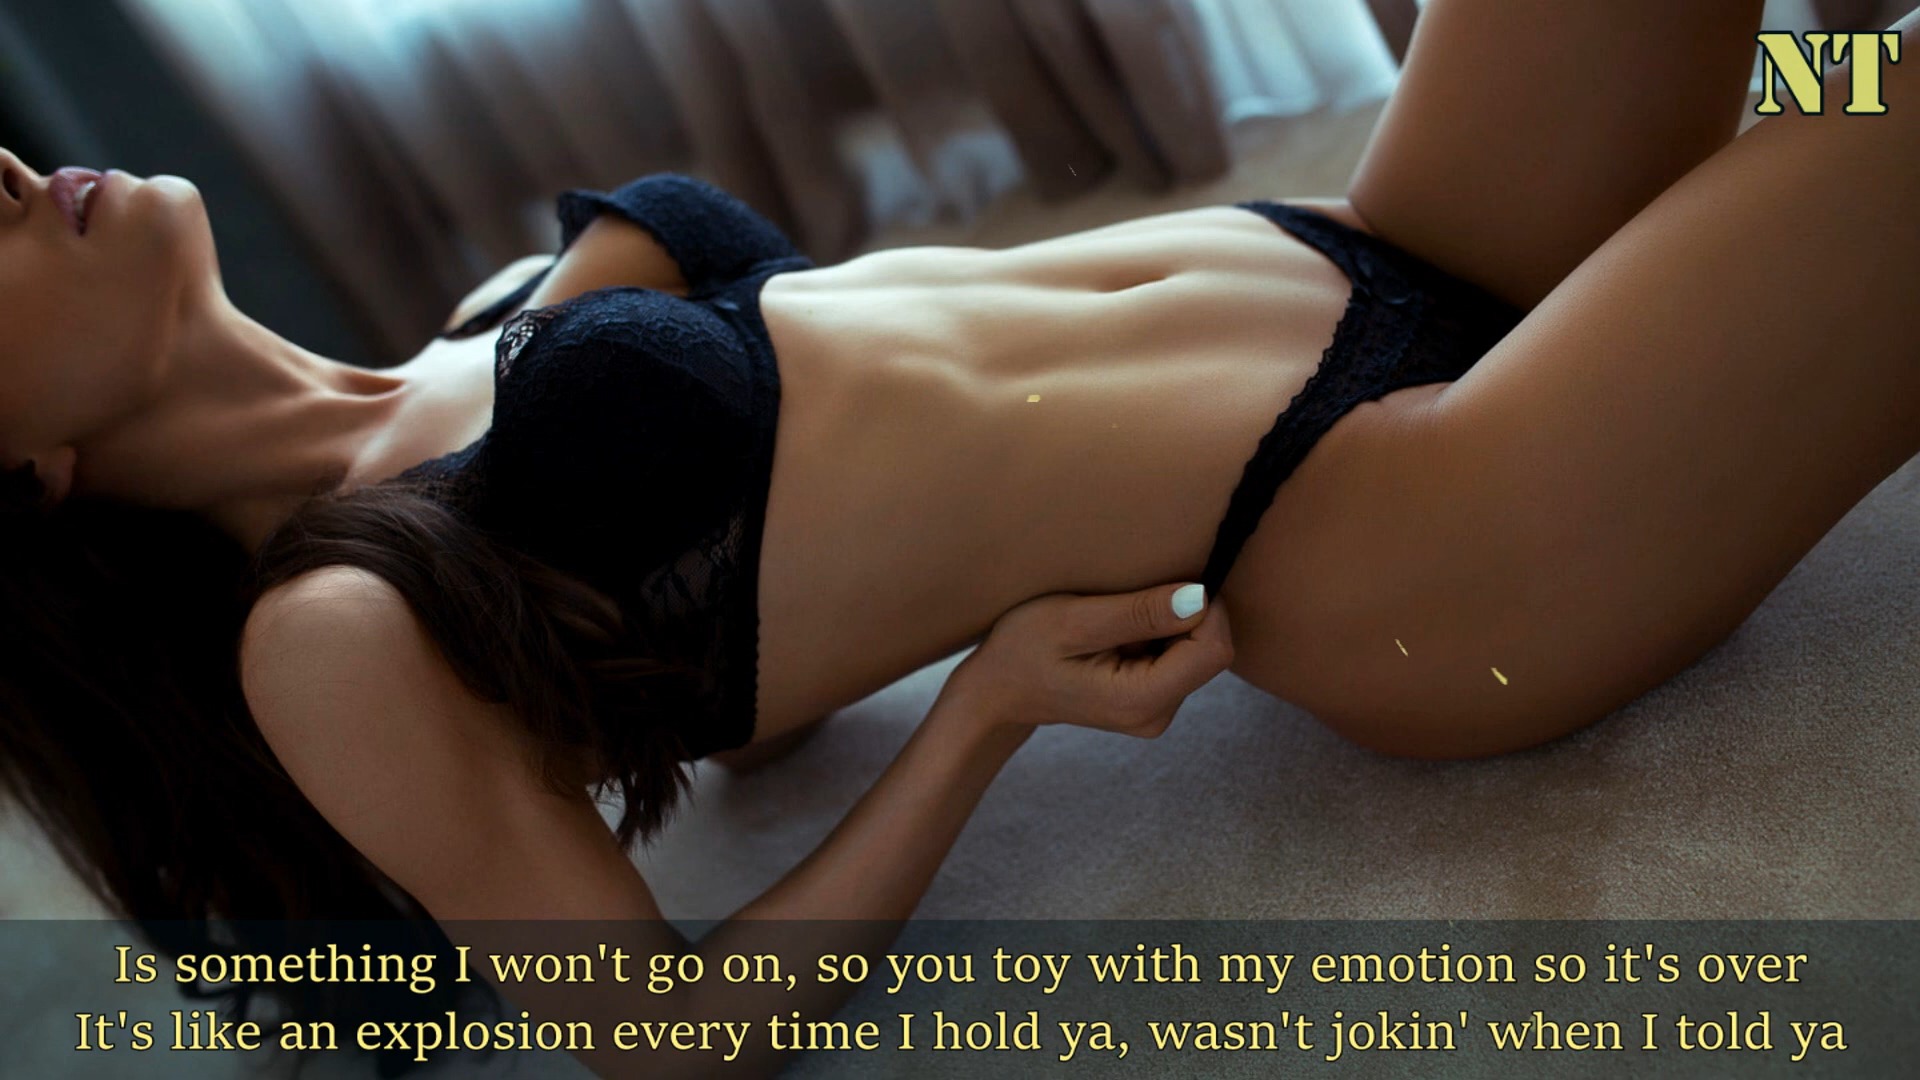 NT
Is something I won't go on, so you toy with my emotion so it's over
It's like an explosion every time I hold ya, wasn't jokin' when I told ya